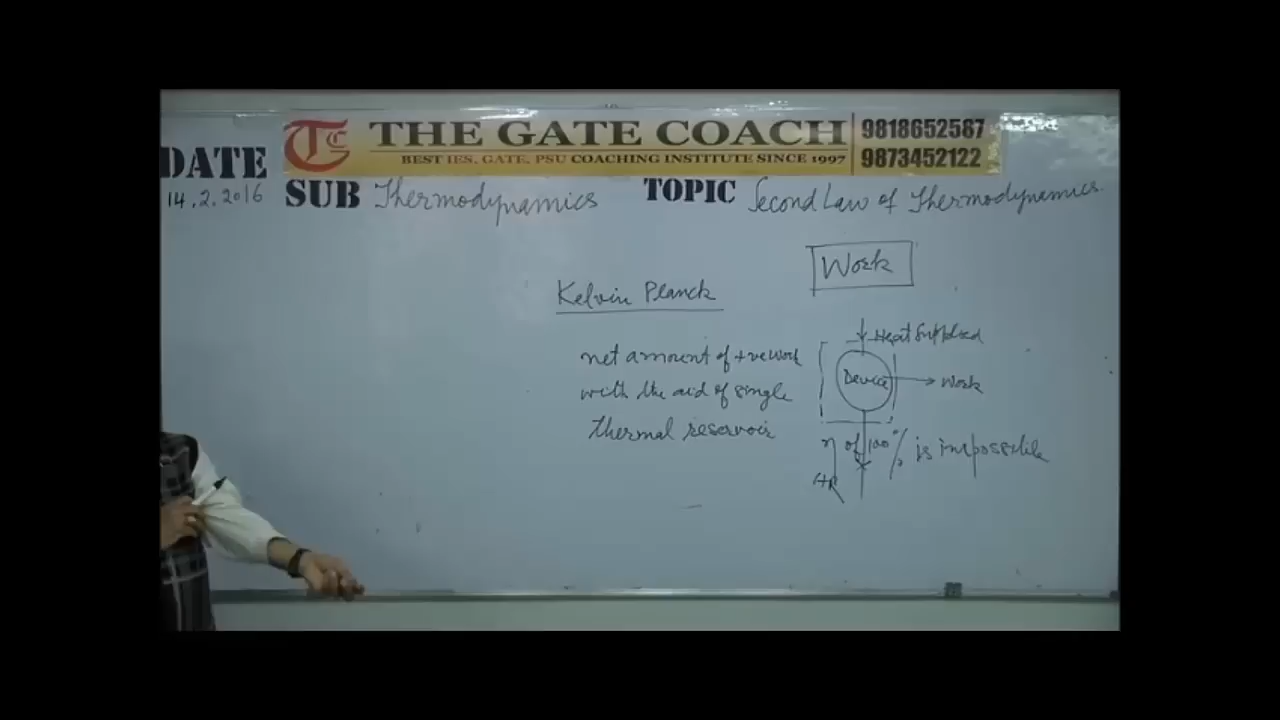 THE GATE COACH
BEST IES, GATE, PSU COACHING INSTITUTE SINCE 1997
9818652587
9873452122
DATE
14.2.2016
SUB Thermodynamics
TOPIC Second Law of Thermodynamics.
Work
Kelvin Planck
net amount of +ve work
with the aid of single
thermal reservoir
Heat Supplied
Device
Work
η of 100% is impossible